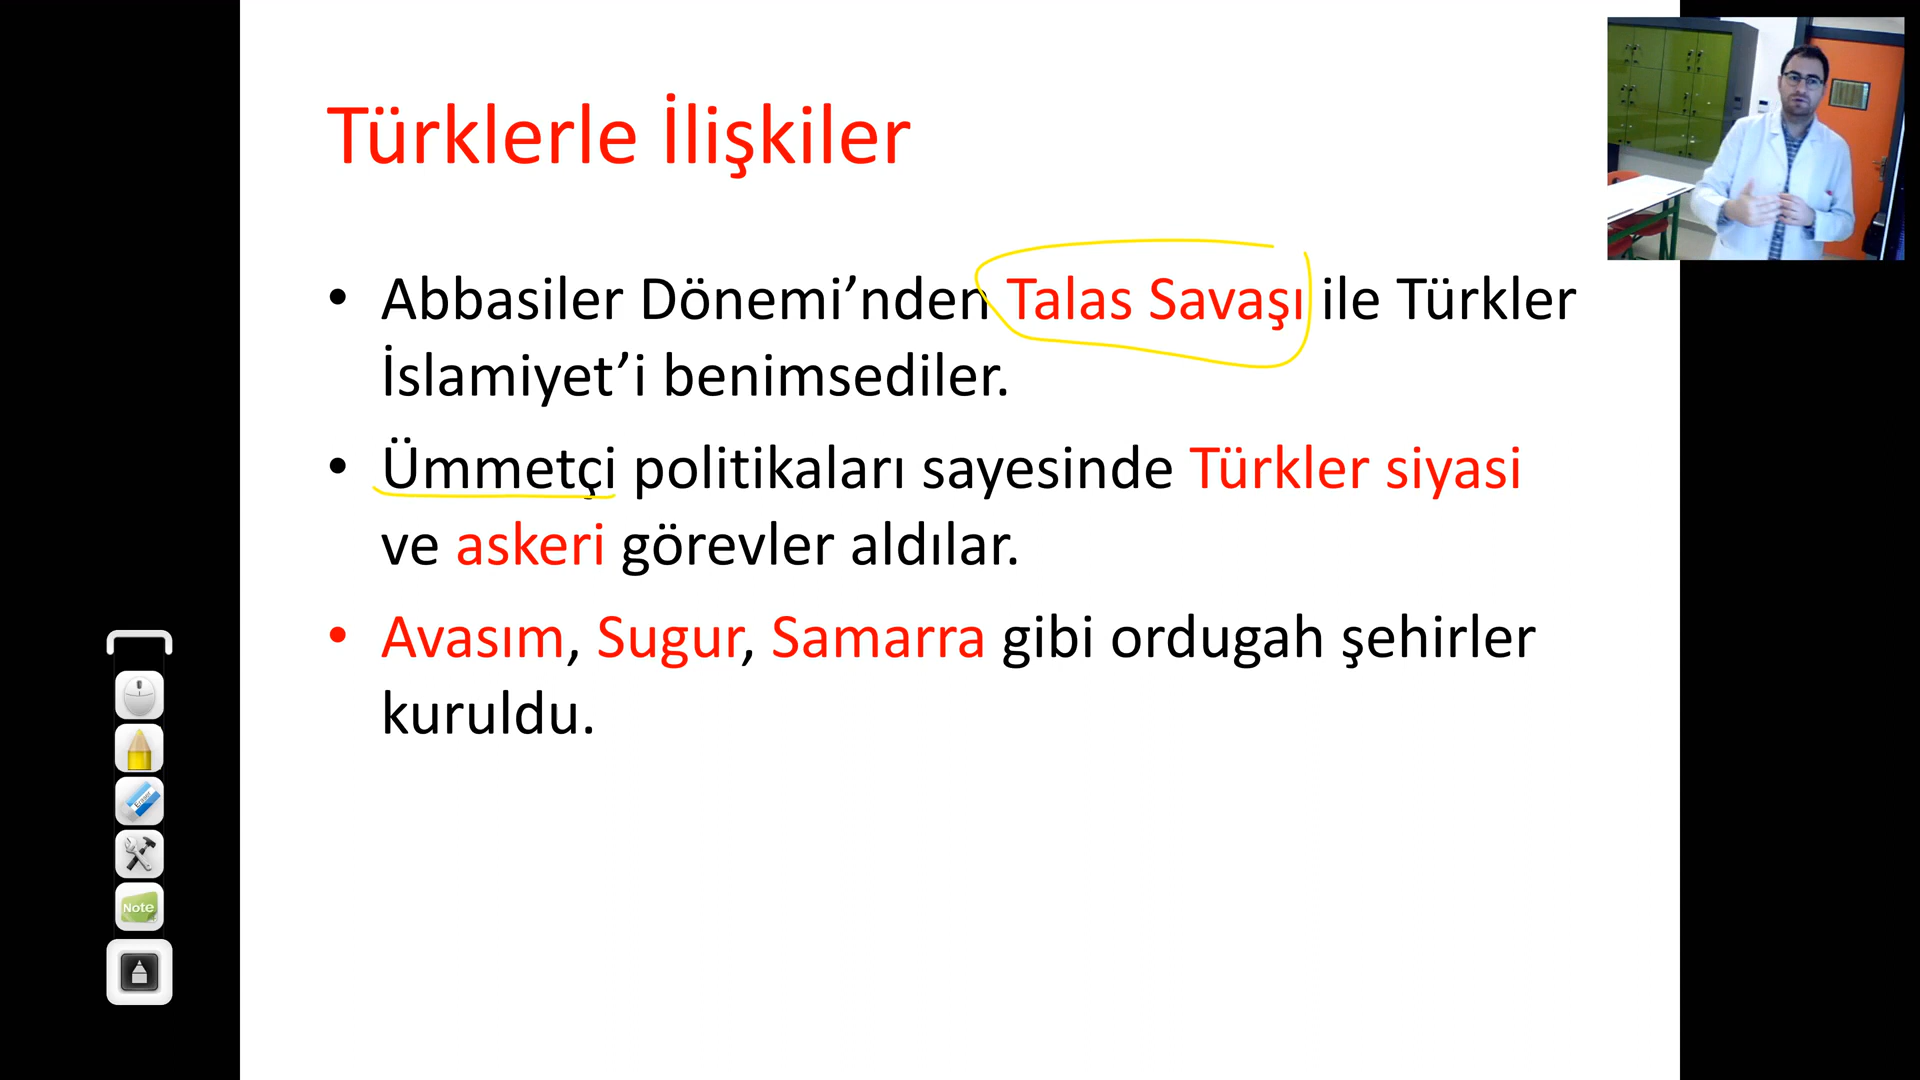 Türklerle İlişkiler
• Abbasiler Dönemi’nden Talas Savaşı ile Türkler
İslamiyet’i benimsediler.
• Ümmetçi politikaları sayesinde Türkler siyasi
ve askeri görevler aldılar.
• Avasım, Sugur, Samarra gibi ordugah şehirler
kuruldu.
Eraser
Note